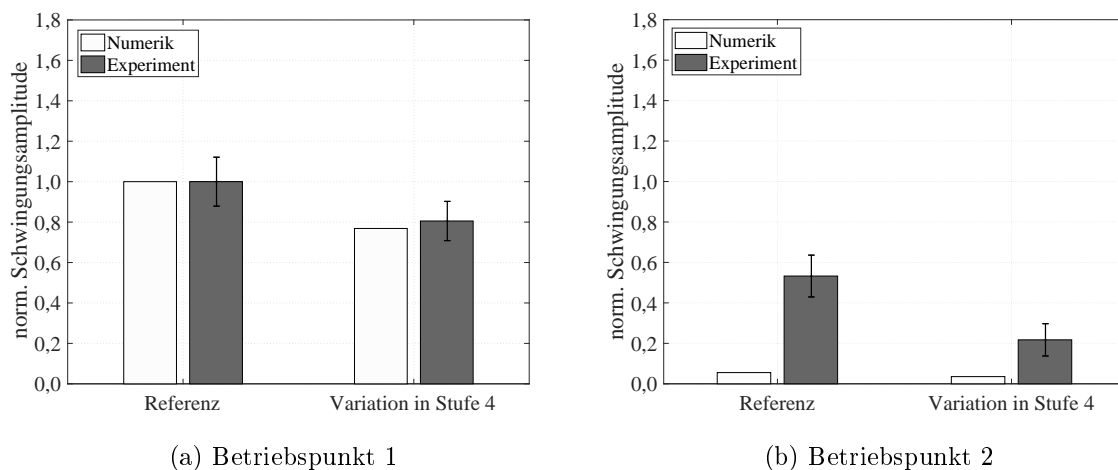 norm. Schwingungsamplitude
1,8
1,6
1,4
1,2
1,0
0,8
0,6
0,4
0,2
0,0
Numerik
Experiment
Referenz
Variation in Stufe 4
(a) Betriebspunkt 1
norm. Schwingungsamplitude
1,8
1,6
1,4
1,2
1,0
0,8
0,6
0,4
0,2
0,0
Numerik
Experiment
Referenz
Variation in Stufe 4
(b) Betriebspunkt 2